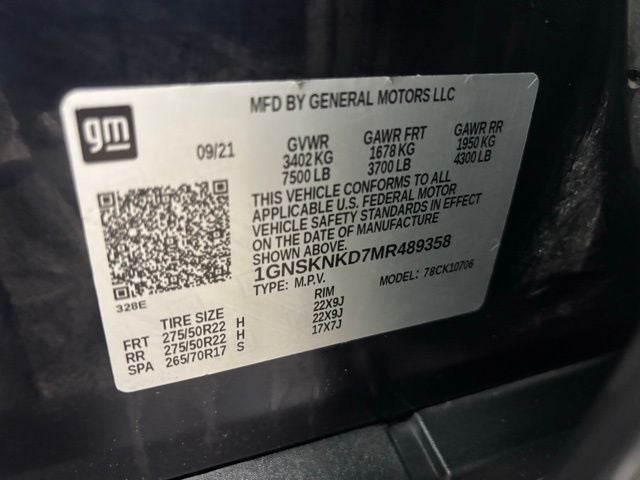 gm
MFD BY GENERAL MOTORS LLC
09/21
GVWR
3402 KG
7500 LB
GAWR FRT
1678 KG
3700 LB
GAWR RR
1950 KG
4300 LB
THIS VEHICLE CONFORMS TO ALL
APPLICABLE U.S. FEDERAL MOTOR
VEHICLE SAFETY STANDARDS IN EFFECT
ON THE DATE OF MANUFACTURE
SHOWN ABOVE.
1GNSKNKD7MR489358
TYPE: M.P.V. MODEL: 78CK10706
328E
TIRE SIZE RIM
FRT 275/50R22 H 22X9J
RR 275/50R22 H 22X9J
SPA 265/70R17 S 17X7J